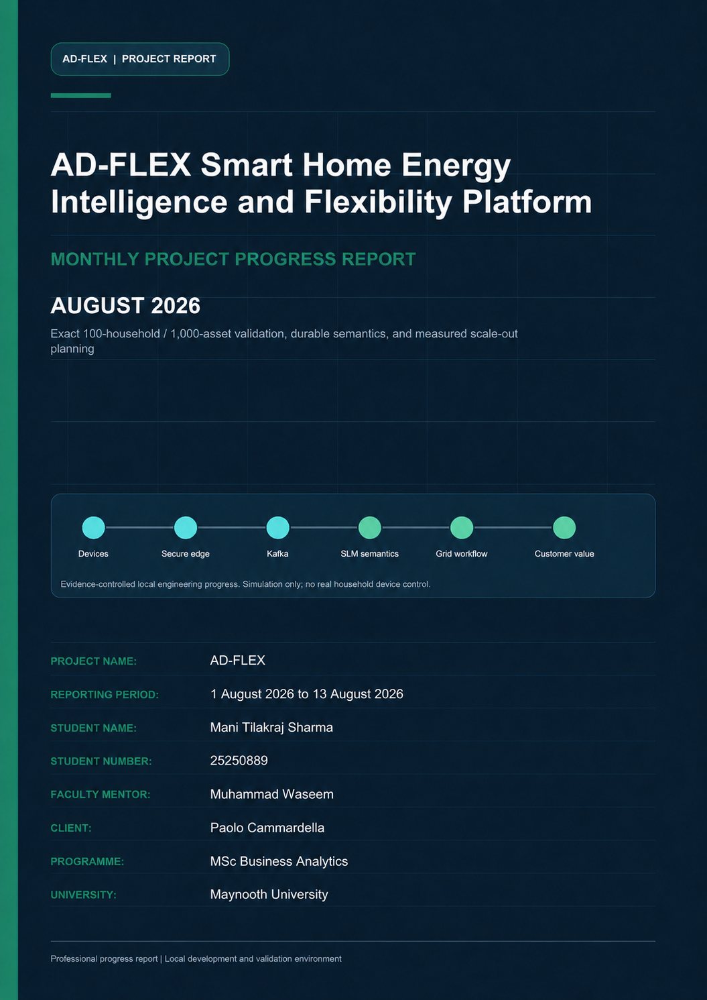 AD-FLEX | PROJECT REPORT
AD-FLEX Smart Home Energy
Intelligence and Flexibility Platform
MONTHLY PROJECT PROGRESS REPORT
AUGUST 2026
Exact 100-household / 1,000-asset validation, durable semantics, and measured scale-out
planning
Devices
Secure edge
Kafka
SLM semantics
Grid workflow
Customer value
Evidence-controlled local engineering progress. Simulation only; no real household device control.
PROJECT NAME: AD-FLEX
REPORTING PERIOD: 1 August 2026 to 13 August 2026
STUDENT NAME: Mani Tilakraj Sharma
STUDENT NUMBER: 25250889
FACULTY MENTOR: Muhammad Waseem
CLIENT: Paolo Cammardella
PROGRAMME: MSc Business Analytics
UNIVERSITY: Maynooth University
Professional progress report | Local development and validation environment